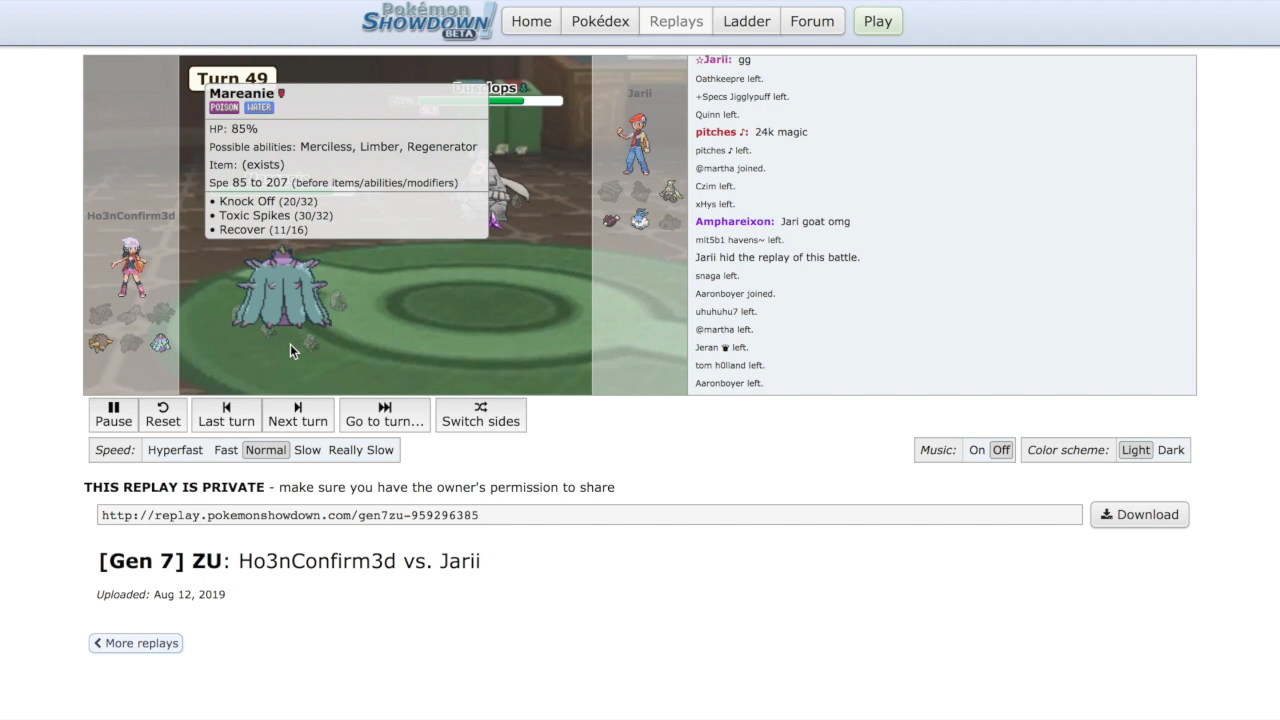 Pokémon
SHOWDOWN!
BETA
Home
Pokédex
Replays
Ladder
Forum
Play
Turn 49
Mareanie
POISON WATER
HP: 85%
Possible abilities: Merciless, Limber, Regenerator
Item: (exists)
Spe 85 to 207 (before items/abilities/modifiers)
• Knock Off (20/32)
• Toxic Spikes (30/32)
• Recover (11/16)
Dusclops
Ho3nConfirm3d
Jarii
☆Jarii: gg
Oathkeepre left.
+Specs Jigglypuff left.
Quinn left.
pitches ♪: 24k magic
pitches ♪ left.
@martha joined.
Czim left.
xHys left.
Amphareixon: Jari goat omg
mlt5b1 havens~ left.
Jarii hid the replay of this battle.
snaga left.
Aaronboyer joined.
uhuhuhu7 left.
@martha left.
Jeran ♛ left.
tom h0lland left.
Aaronboyer left.
Pause
Reset
Last turn
Next turn
Go to turn...
Switch sides
Speed: Hyperfast Fast Normal Slow Really Slow
Music: On Off
Color scheme: Light Dark
THIS REPLAY IS PRIVATE - make sure you have the owner's permission to share
http://replay.pokemonshowdown.com/gen7zu-959296385
Download
[Gen 7] ZU: Ho3nConfirm3d vs. Jarii
Uploaded: Aug 12, 2019
More replays